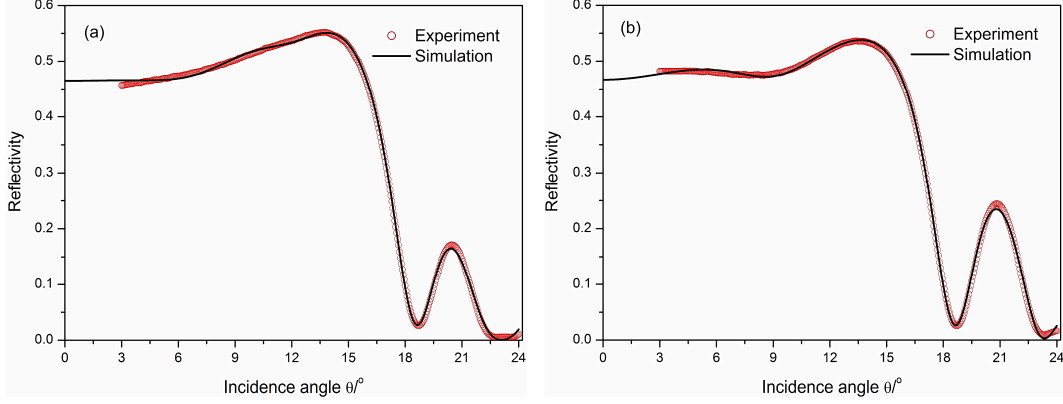 (a)
Experiment
Simulation
Reflectivity
0.6
0.5
0.4
0.3
0.2
0.1
0.0
0 3 6 9 12 15 18 21 24
Incidence angle θ/°
(b)
Experiment
Simulation
Reflectivity
0.6
0.5
0.4
0.3
0.2
0.1
0.0
0 3 6 9 12 15 18 21 24
Incidence angle θ/°